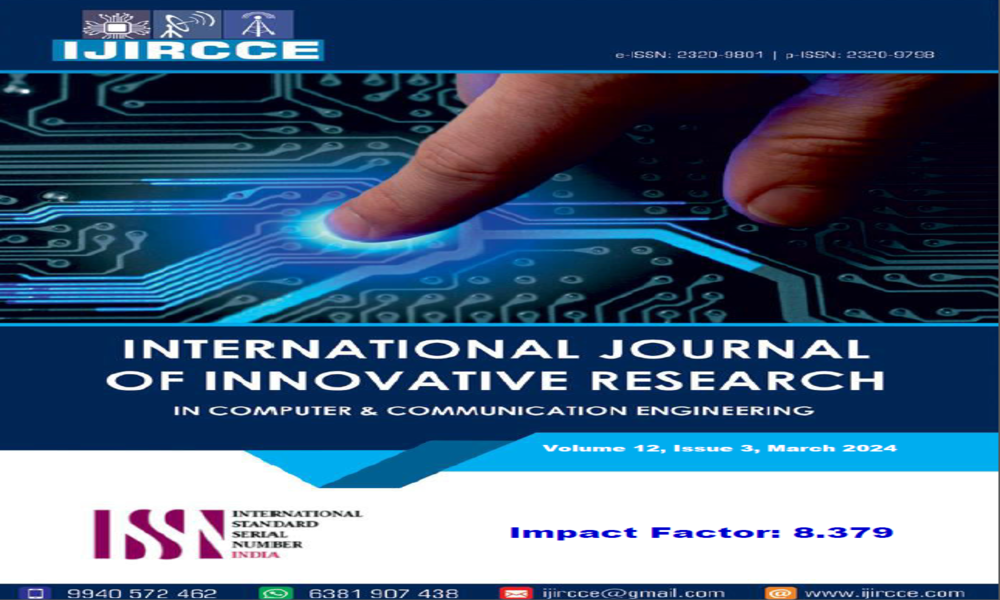 IJIRCCE
e-ISSN: 2320-9801 | p-ISSN: 2320-9798
INTERNATIONAL JOURNAL
OF INNOVATIVE RESEARCH
IN COMPUTER & COMMUNICATION ENGINEERING
Volume 12, Issue 3, March 2024
ISSN
INTERNATIONAL
STANDARD
SERIAL
NUMBER
INDIA
Impact Factor: 8.379
9940 572 462
6381 907 438
ijircce@gmail.com
@
www.ijircce.com